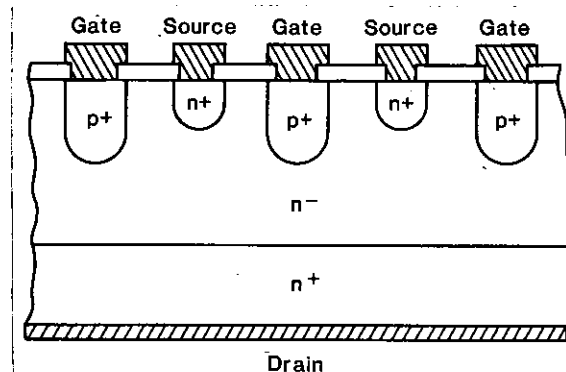 Gate Source Gate Source Gate
n+ n+
p+ p+ p+
n−
n+
Drain